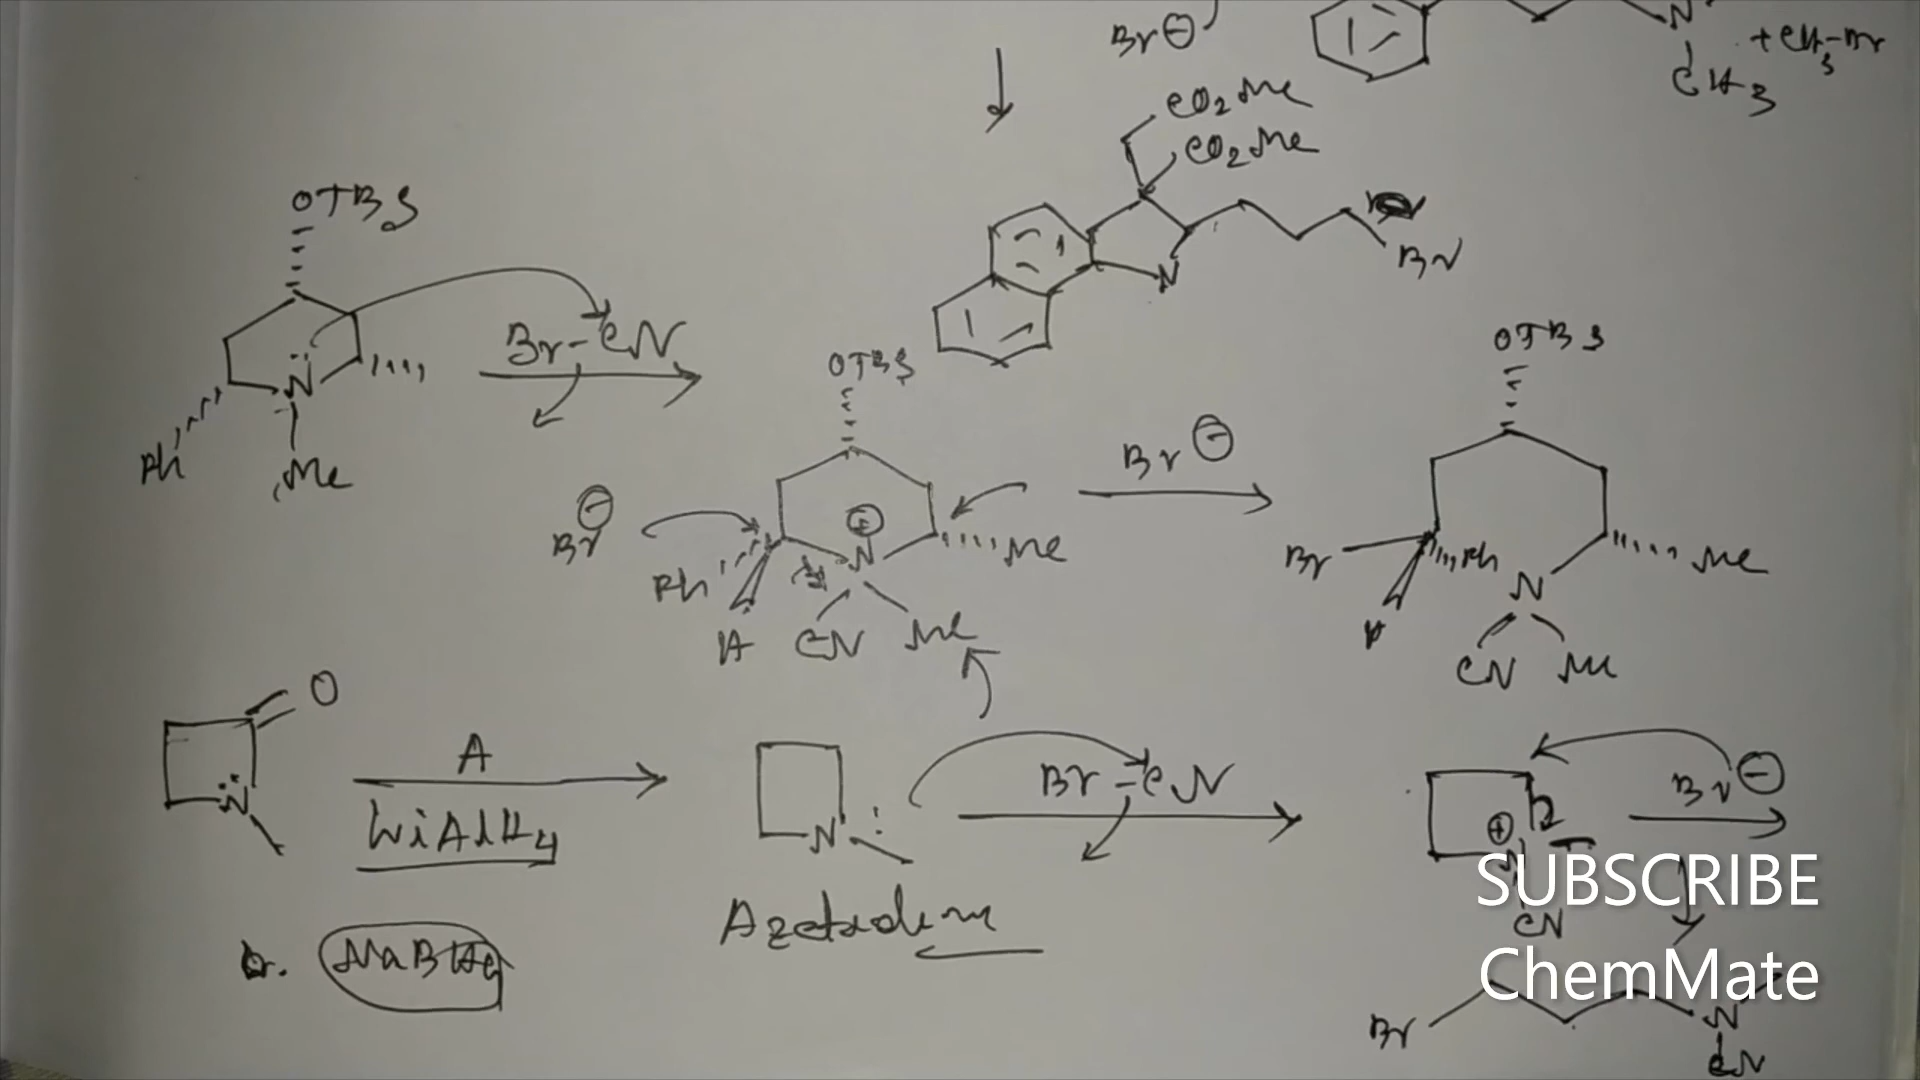 Br⊖
N
+ CH3-Br
CH3
CO2Me
CO2Me
N
Br
OTBS
N
Ph
Me
Br-CN
OTBS
Br⊖
Ph
⊕
N
Me
H
CN
Me
Br⊖
OTBS
Br
Ph
N
Me
H
CN
Me
O
N
A
LiAlH4
b. NaBH4
N
Azetidine
Br-CN
⊕
N
CN
Br⊖
SUBSCRIBE
ChemMate
Br
N
CN